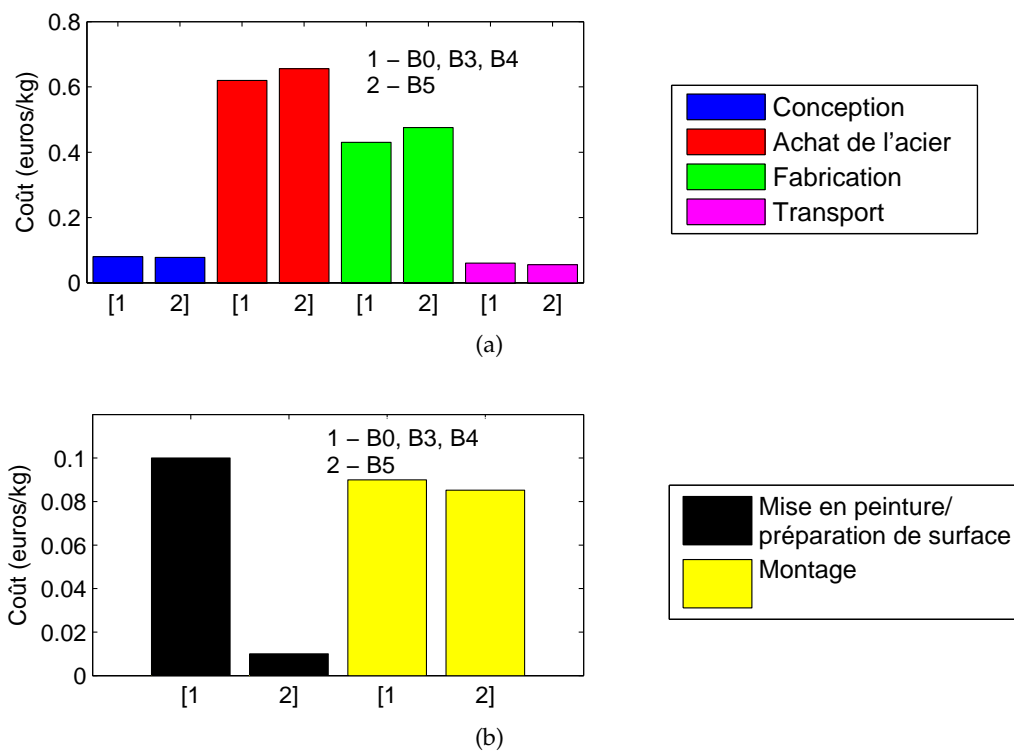 0.8
0.6
0.4
0.2
0
Coût (euros/kg)
1 – B0, B3, B4
2 – B5
[1 2] [1 2] [1 2] [1 2]
Conception
Achat de l'acier
Fabrication
Transport
(a)
0.1
0.08
0.06
0.04
0.02
0
Coût (euros/kg)
1 – B0, B3, B4
2 – B5
[1 2] [1 2]
Mise en peinture/
préparation de surface
Montage
(b)